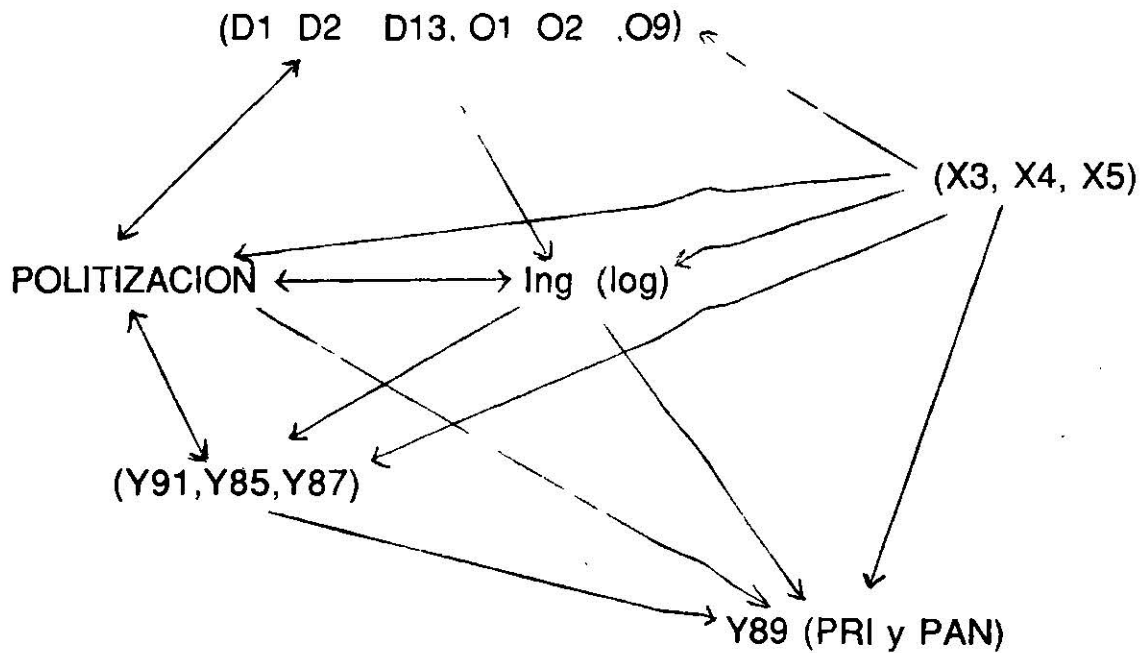 (D1 D2 D13. O1 O2 .O9)
(X3, X4, X5)
POLITIZACION Ing (log)
(Y91,Y85,Y87)
Y89 (PRI y PAN)